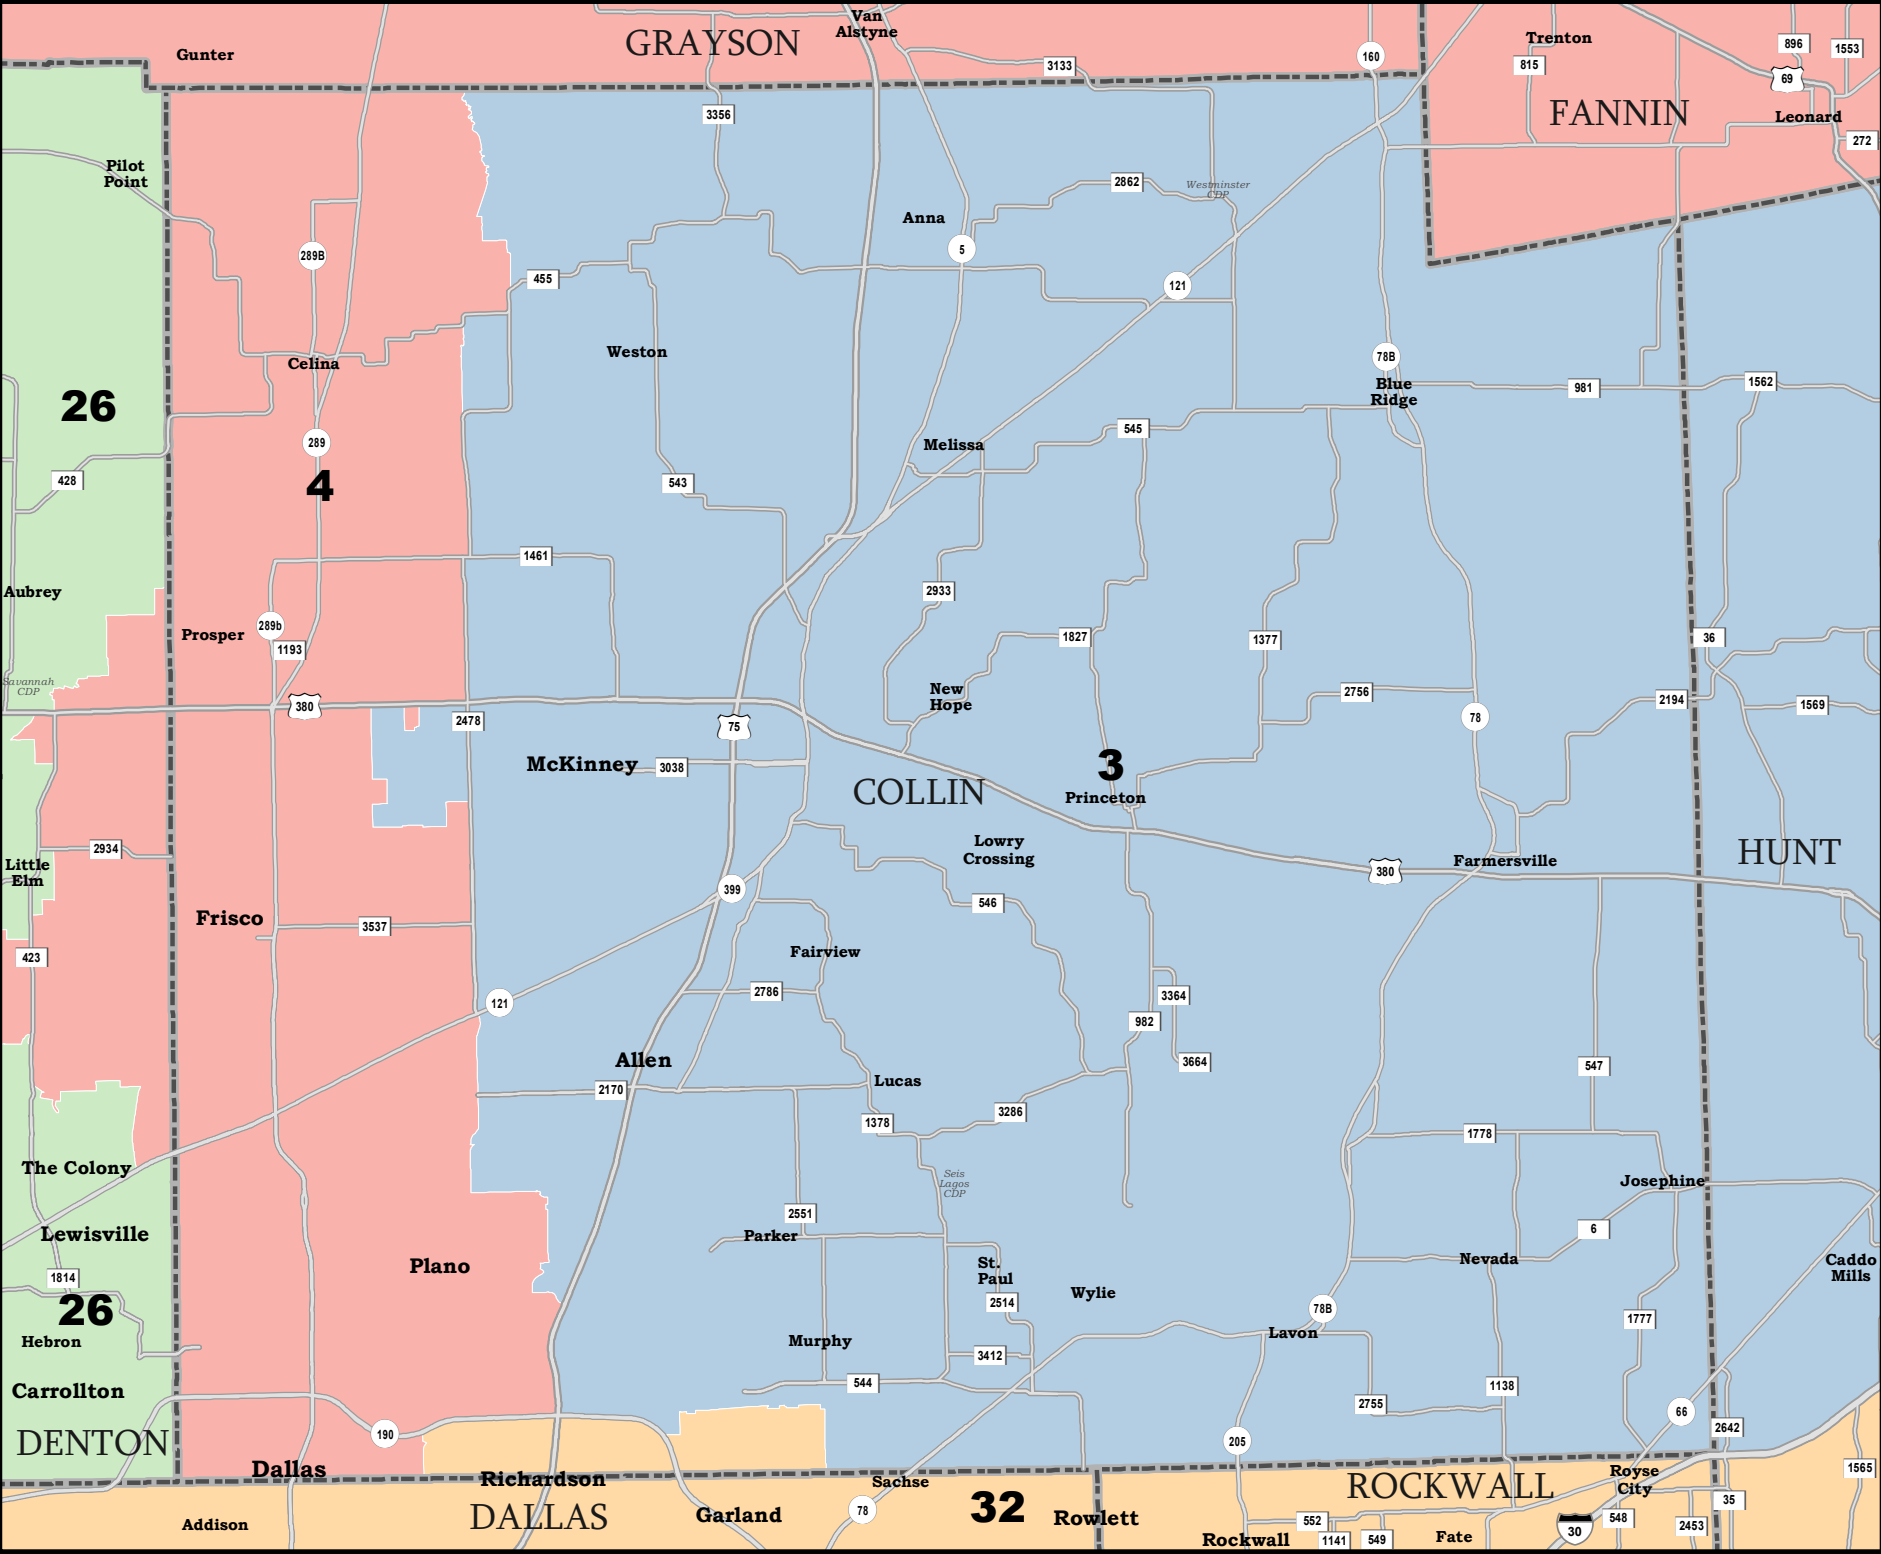 Van
Alstyne
GRAYSON
Gunter
3133
160
Trenton
815
896
1553
69
FANNIN
Leonard
272
3356
Pilot
Point
2862
Westminster
CDP
Anna
5
289B
455
121
Weston
Celina
78B
Blue
Ridge
981
1562
26
289
545
Melissa
428
4
543
1461
2933
Aubrey
289b
Prosper
1193
1827
1377
36
Savannah
CDP
New
Hope
2756
2194
1569
380
2478
75
78
McKinney
3038
3
COLLIN
Princeton
2934
Lowry
Crossing
HUNT
Little
Elm
380
Farmersville
399
546
Frisco
3537
Fairview
423
2786
121
3364
982
Allen
3664
547
2170
Lucas
1378
3286
1778
The Colony
Seis
Lagos
CDP
Josephine
2551
6
Lewisville
Parker
Nevada
Caddo
Mills
Plano
1814
St.
Paul
Wylie
26
2514
78B
1777
Hebron
Murphy
Lavon
3412
Carrollton
544
1138
2755
66
DENTON
190
205
2642
Dallas
Richardson
Sachse
ROCKWALL
Royse
City
1565
DALLAS
Garland
78
32
Rowlett
35
Addison
552
548
2453
30
Rockwall
1141
549
Fate